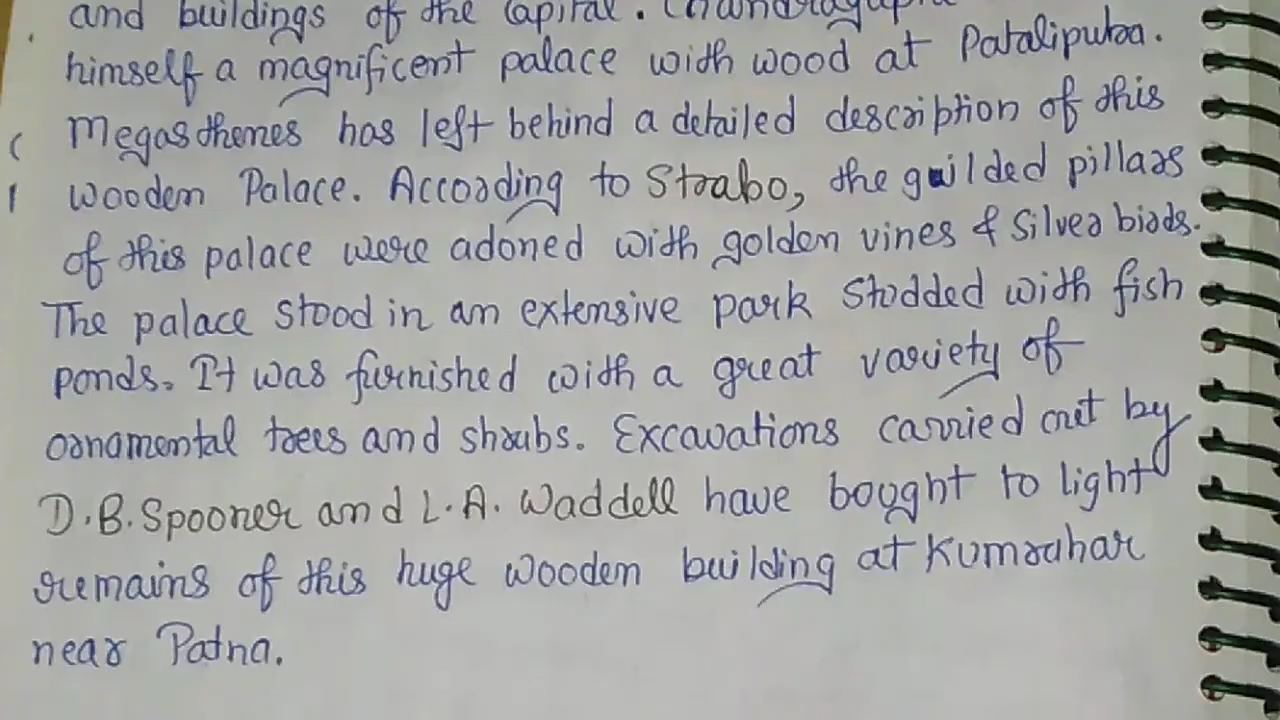 and buildings of the capital. Chandragupta
himself a magnificent palace with wood at Pataliputra.
Megasthenes has left behind a detailed description of this
wooden Palace. According to Strabo, the guilded pillars
of this palace were adoned with golden vines & silver birds.
The palace stood in an extensive park stodded with fish
ponds. It was furnished with a great variety of
ornamental trees and shrubs. Excavations carried out by
D.B. Spooner and L.A. Waddell have bought to light
remains of this huge wooden building at Kumrahar
near Patna.